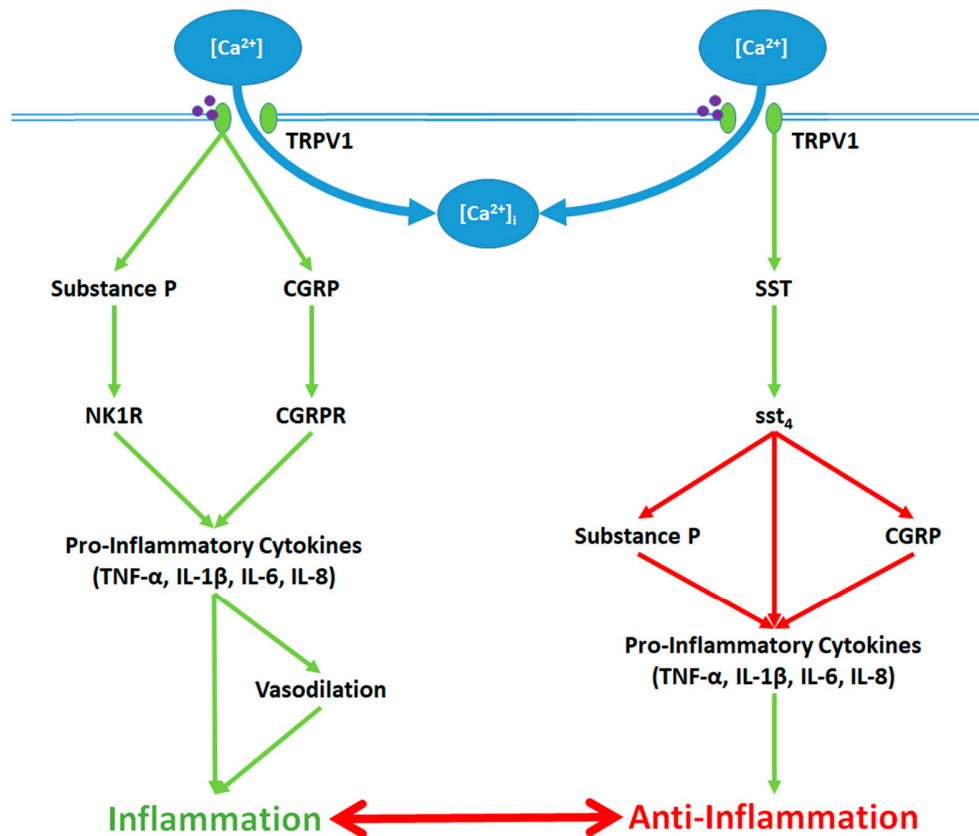 [Ca²⁺]
[Ca²⁺]
TRPV1
TRPV1
[Ca²⁺]ᵢ
Substance P
CGRP
SST
NK1R
CGRPR
sst₄
Substance P
CGRP
Pro-Inflammatory Cytokines
(TNF-α, IL-1β, IL-6, IL-8)
Pro-Inflammatory Cytokines
(TNF-α, IL-1β, IL-6, IL-8)
Vasodilation
Inflammation
Anti-Inflammation